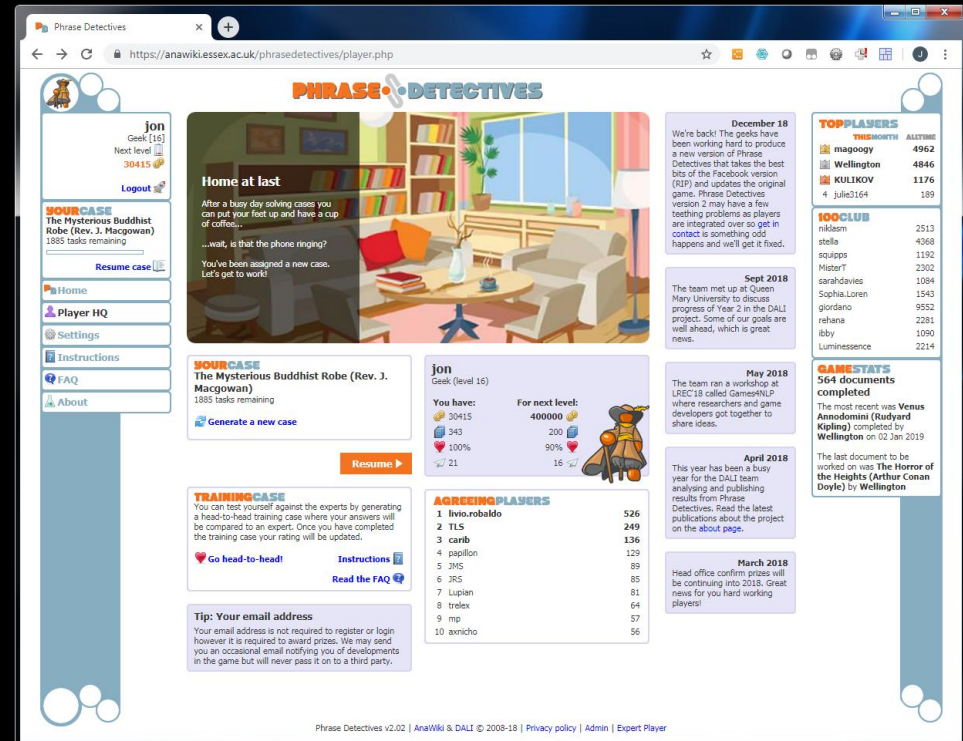 Phrase Detectives
https://anawiki.essex.ac.uk/phrasedetectives/player.php
J
PHRASE DETECTIVES
jon
Geek [16]
Next level
30415
Logout
YOURCASE
The Mysterious Buddhist
Robe (Rev. J. Macgowan)
1885 tasks remaining
Resume case
Home
Player HQ
Settings
Instructions
FAQ
About
Home at last
After a busy day solving cases you
can put your feet up and have a cup
of coffee...
...wait, is that the phone ringing?
You've been assigned a new case.
Let's get to work!
YOURCASE
The Mysterious Buddhist Robe (Rev. J.
Macgowan)
1885 tasks remaining
Generate a new case
Resume
TRAININGCASE
You can test yourself against the experts by generating
a head-to-head training case where your answers will
be compared to an expert. Once you have completed
the training case your rating will be updated.
Go head-to-head!
Instructions
Read the FAQ
Tip: Your email address
Your email address is not required to register or login
however it is required to award prizes. We may send
you an occasional email notifying you of developments
in the game but will never pass it on to a third party.
jon
Geek (level 16)
You have: For next level:
30415 400000
343 200
100% 90%
21 16
AGREEINGPLAYERS
1 livio.robaldo 526
2 TLS 249
3 carib 136
4 papillon 129
5 JMS 89
6 JRS 85
7 Lupian 81
8 trelex 64
9 mp 57
10 axnicho 56
December 18
We're back! The geeks have
been working hard to produce
a new version of Phrase
Detectives that takes the best
bits of the Facebook version
(RIP) and updates the original
game. Phrase Detectives
version 2 may have a few
teething problems as players
are integrated over so get in
contact is something odd
happens and we'll get it fixed.
Sept 2018
The team met up at Queen
Mary University to discuss
progress of Year 2 in the DALI
project. Some of our goals are
well ahead, which is great
news.
May 2018
The team ran a workshop at
LREC'18 called Games4NLP
where researchers and game
developers got together to
share ideas.
April 2018
This year has been a busy
year for the DALI team
analysing and publishing
results from Phrase
Detectives. Read the latest
publications about the project
on the about page.
March 2018
Head office confirm prizes will
be continuing into 2018. Great
news for you hard working
players!
TOPPLAYERS
THISMONTH ALLTIME
magoogy 4962
Wellington 4846
KULIKOV 1176
4 julie3164 189
100CLUB
niklasm 2513
stella 4368
squipps 1192
MisterT 2302
sarahdavies 1084
Sophia.Loren 1543
giordano 9552
rehana 2281
ibby 1090
Luminessence 2214
GAMESTATS
564 documents
completed
The most recent was Venus
Annodomini (Rudyard
Kipling) completed by
Wellington on 02 Jan 2019
The last document to be
worked on was The Horror of
the Heights (Arthur Conan
Doyle) by Wellington
Phrase Detectives v2.02 | AnaWiki & DALI © 2008-18 | Privacy policy | Admin | Expert Player